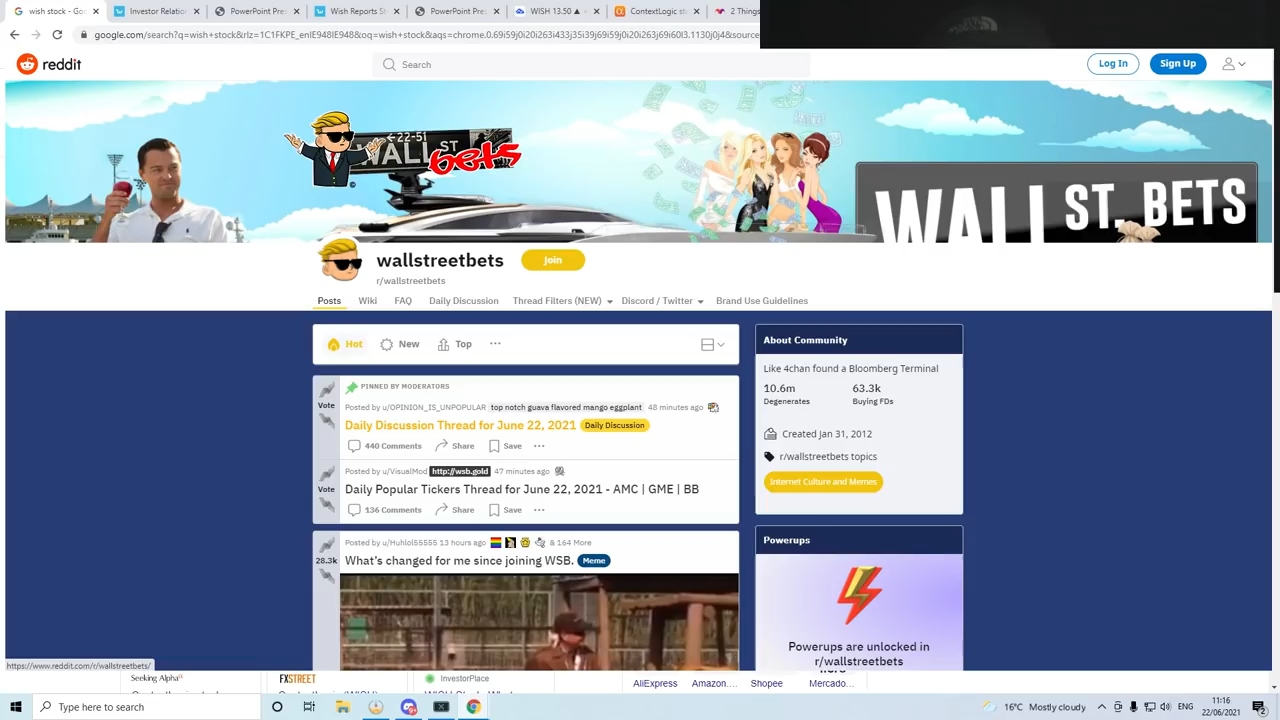 wish stock - Go
Investor Relatio
PowerPoint Pres
Wish Reports St
PowerPoint Pres
WISH 13.50 ▲ +
ContextLogic st
2 Things
google.com/search?q=wish+stock&rlz=1C1FKPE_enIE948IE948&oq=wish+stock&aqs=chrome.0.69i59j0i20i263i433j35i39j69i59j0i20i263j69i60l3.1130j0j4&source
reddit
Search
Log In
Sign Up
22-51
WALL ST
bets
WALL ST. BETS
wallstreetbets
Join
r/wallstreetbets
Posts
Wiki
FAQ
Daily Discussion
Thread Filters (NEW)
Discord / Twitter
Brand Use Guidelines
Hot
New
Top
PINNED BY MODERATORS
Vote
Posted by u/OPINION_IS_UNPOPULAR top notch guava flavored mango eggplant 48 minutes ago
Daily Discussion Thread for June 22, 2021 Daily Discussion
440 Comments Share Save
Posted by u/VisualMod http://wsb.gold 47 minutes ago
Vote
Daily Popular Tickers Thread for June 22, 2021 - AMC | GME | BB
136 Comments Share Save
Posted by u/Huhlol55555 13 hours ago & 164 More
28.3k
What's changed for me since joining WSB. Meme
About Community
Like 4chan found a Bloomberg Terminal
10.6m 63.3k
Degenerates Buying FDs
Created Jan 31, 2012
r/wallstreetbets topics
Internet Culture and Memes
Powerups
Powerups are unlocked in
r/wallstreetbets
https://www.reddit.com/r/wallstreetbets/
Seeking Alpha
FXSTREET
InvestorPlace
AliExpress
Amazon....
Shopee
Mercado...
Type here to search
16°C Mostly cloudy
ENG
11:16
22/06/2021
2